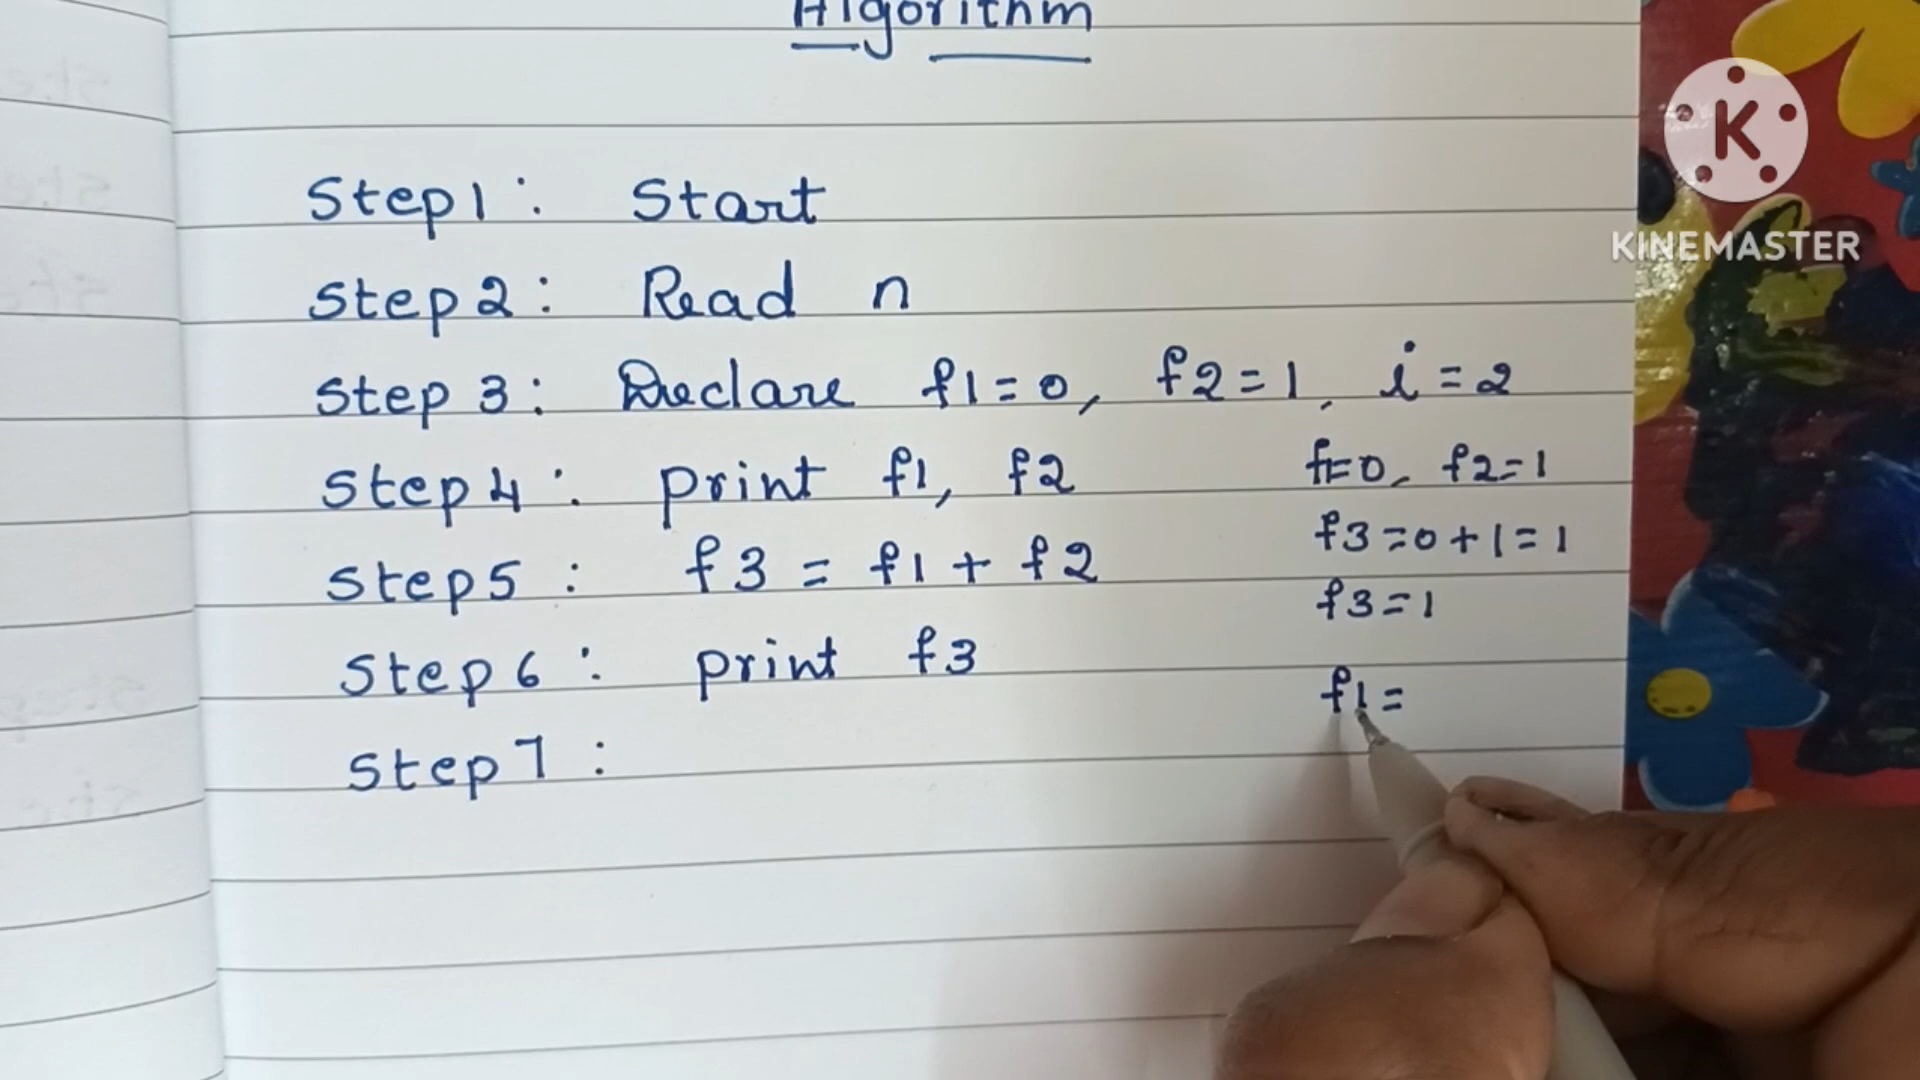 Algorithm
Step1: Start
Step2: Read n
Step 3: Declare f1=0, f2=1, i=2
Step4: print f1, f2
Step5: f3 = f1 + f2
Step6: print f3
Step7:
f1=0, f2=1
f3=0+1=1
f3=1
f1=
K
KINEMASTER